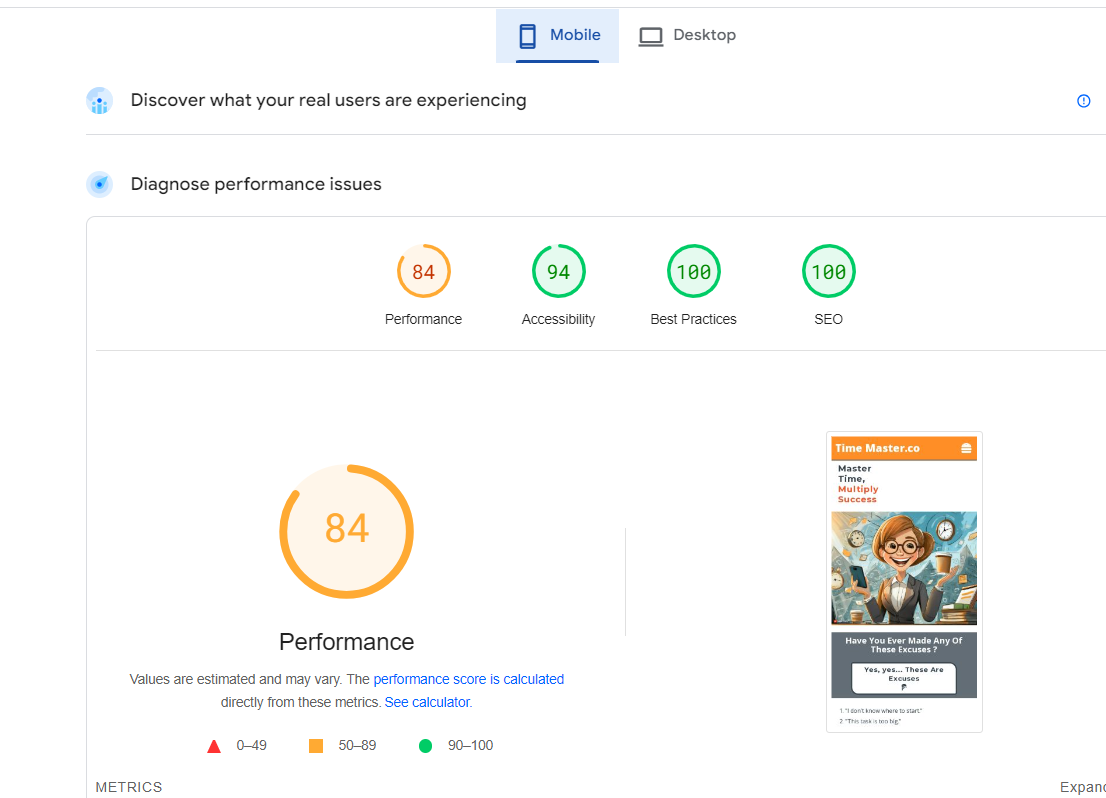 Mobile
Desktop
Discover what your real users are experiencing
Diagnose performance issues
84
94
100
100
Performance
Accessibility
Best Practices
SEO
Time Master.co
Master
Time,
Multiply
Success
Have You Ever Made Any Of
These Excuses ?
Yes, yes... These Are
Excuses
1. "I don't know where to start."
2. "This task is too big."
84
Performance
Values are estimated and may vary. The performance score is calculated
directly from these metrics. See calculator.
0–49
50–89
90–100
METRICS
Expand